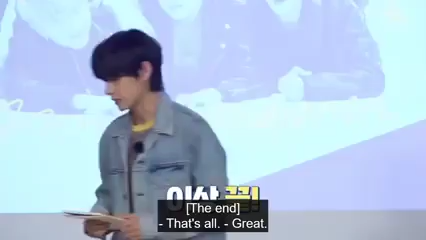 이상 끝!
[The end]
- That's all. - Great.